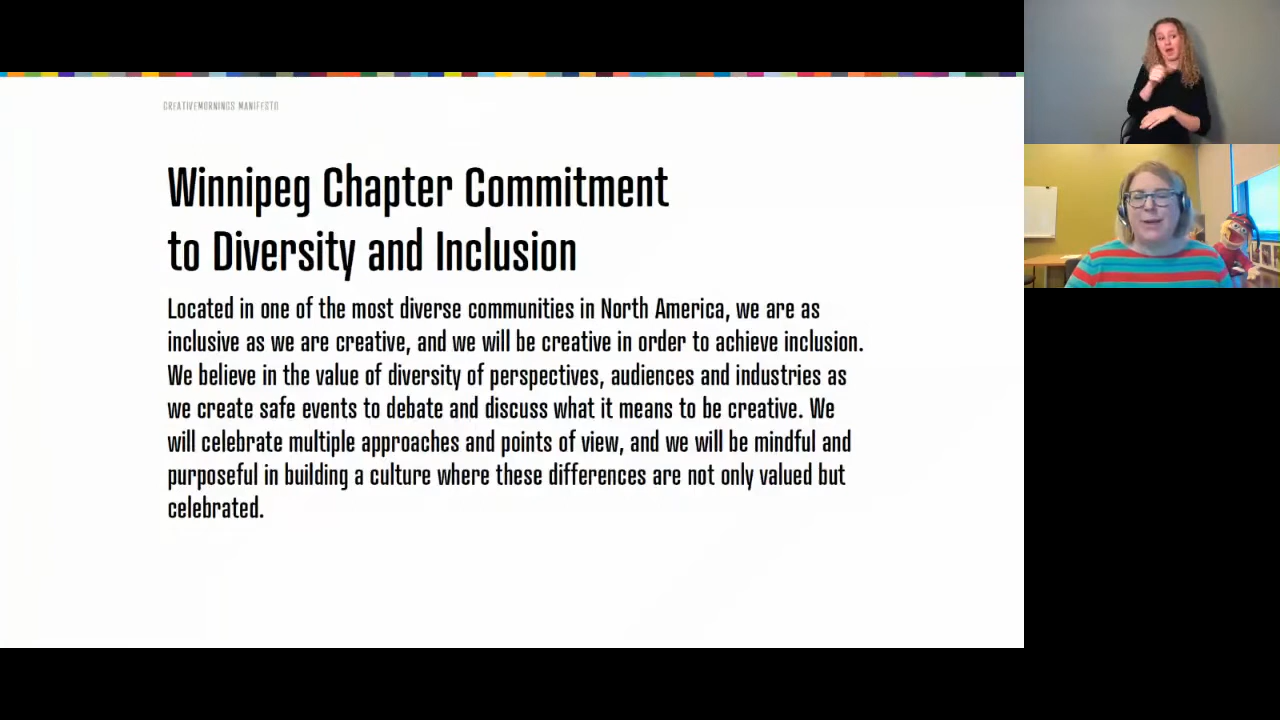 CREATIVEMORNINGS MANIFESTO
Winnipeg Chapter Commitment
to Diversity and Inclusion
Located in one of the most diverse communities in North America, we are as
inclusive as we are creative, and we will be creative in order to achieve inclusion.
We believe in the value of diversity of perspectives, audiences and industries as
we create safe events to debate and discuss what it means to be creative. We
will celebrate multiple approaches and points of view, and we will be mindful and
purposeful in building a culture where these differences are not only valued but
celebrated.